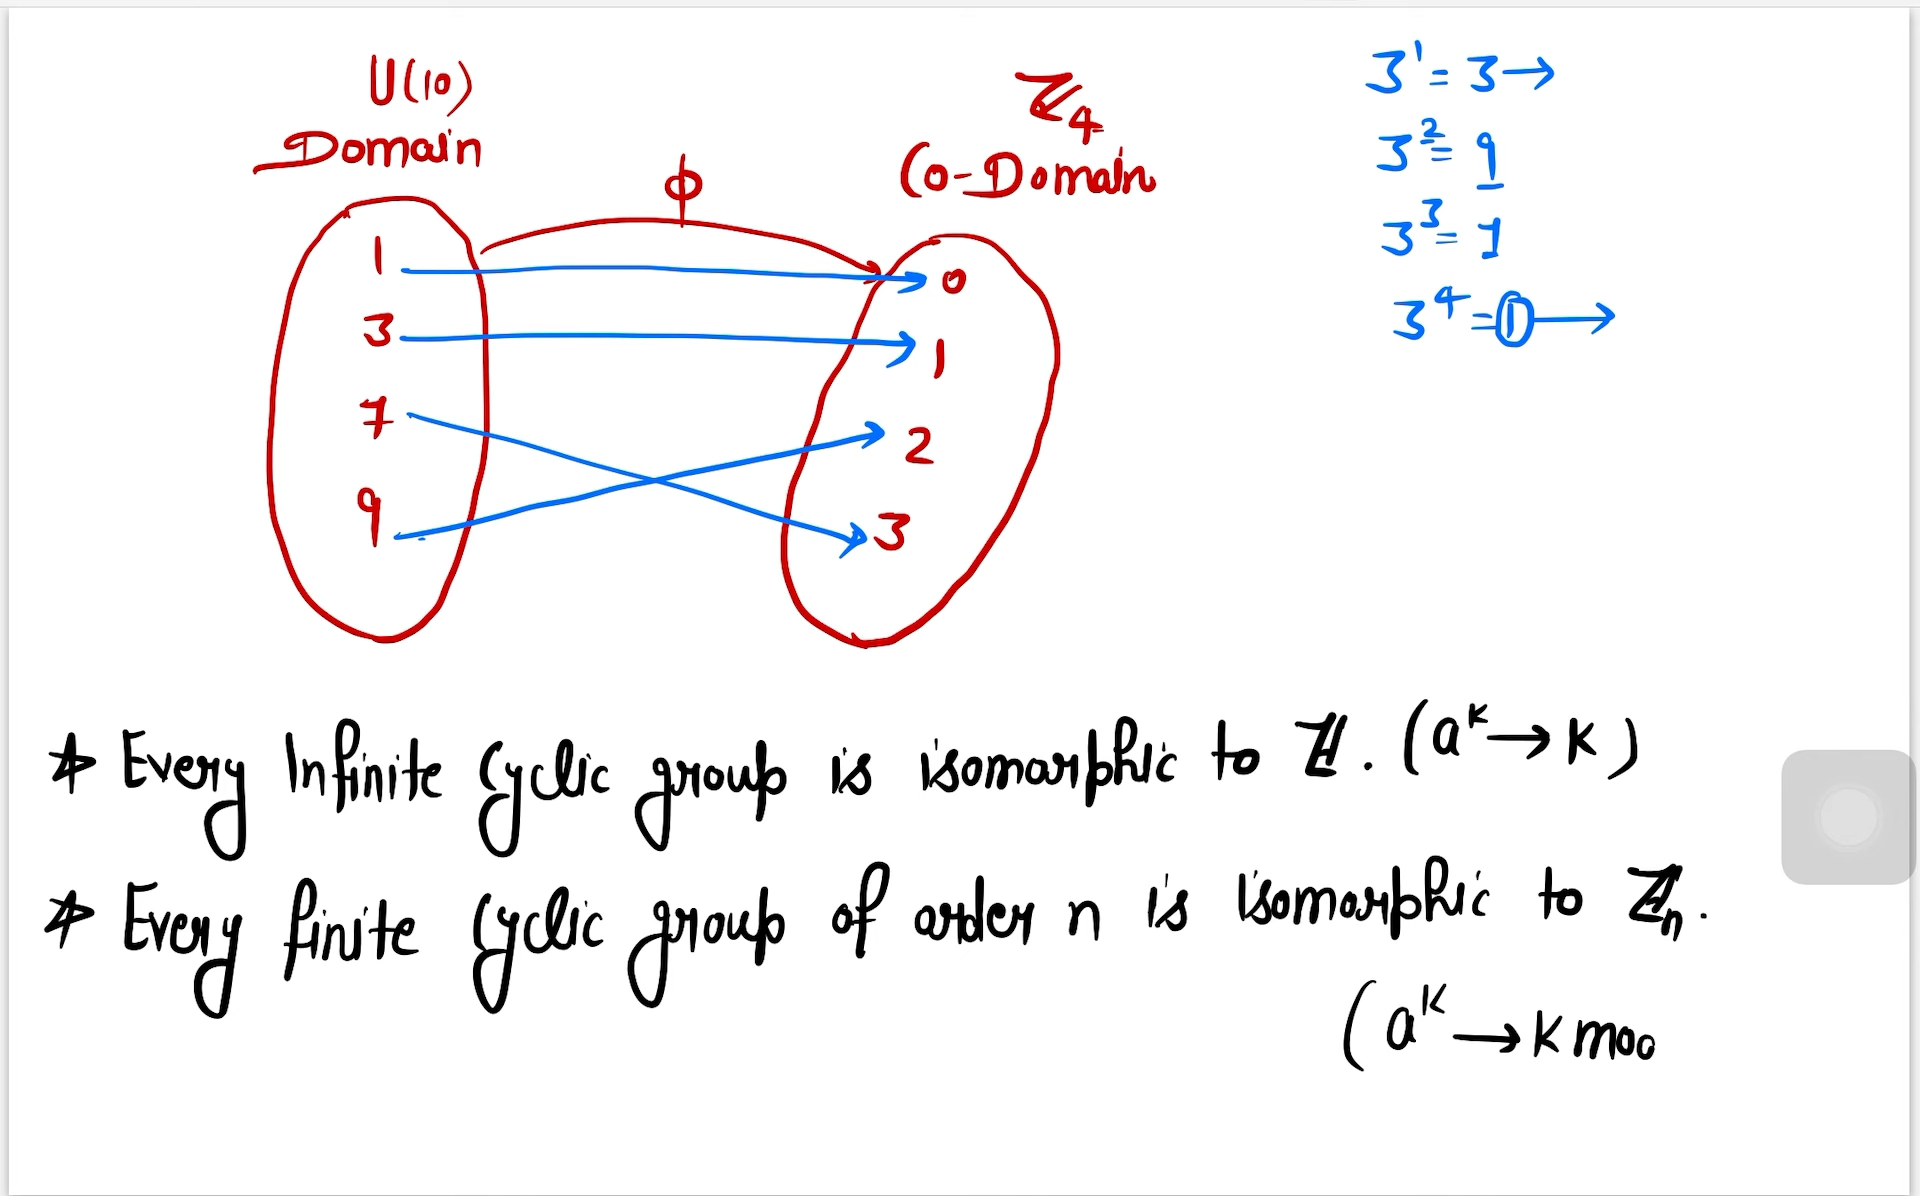 U(10)
Domain
ϕ
ℤ₄
Co-Domain
1
3
7
9
0
1
2
3
3¹ = 3 →
3² = 9
3³ = 7
3⁴ = 1 →
* Every Infinite Cyclic group is isomorphic to ℤ. (aᵏ → k)
* Every finite Cyclic group of order n is isomorphic to ℤₙ.
(aᵏ → k moo